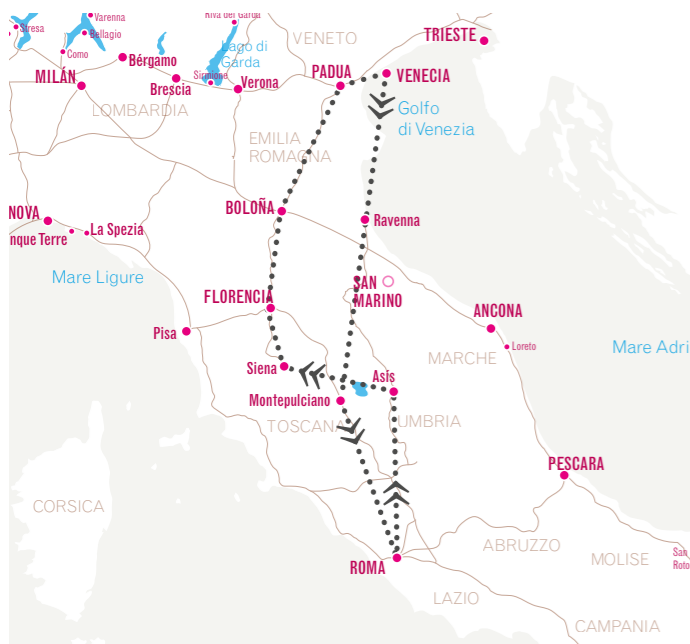 Varenna
Riva del Garda
Stresa
Bellagio
VENETO
TRIESTE
Como
Lago di
Garda
Bérgamo
MILÁN
Sirmione
PADUA
VENECIA
Brescia
Verona
LOMBARDIA
Golfo
di Venezia
EMILIA
ROMAGNA
NOVA
BOLOÑA
Ravenna
nque Terre
La Spezia
Mare Ligure
SAN
MARINO
FLORENCIA
ANCONA
Pisa
Loreto
Mare Adri
MARCHE
Siena
Asís
Montepulciano
TOSCANA
UMBRIA
PESCARA
CORSICA
ABRUZZO
MOLISE
San
Roto
ROMA
LAZIO
CAMPANIA